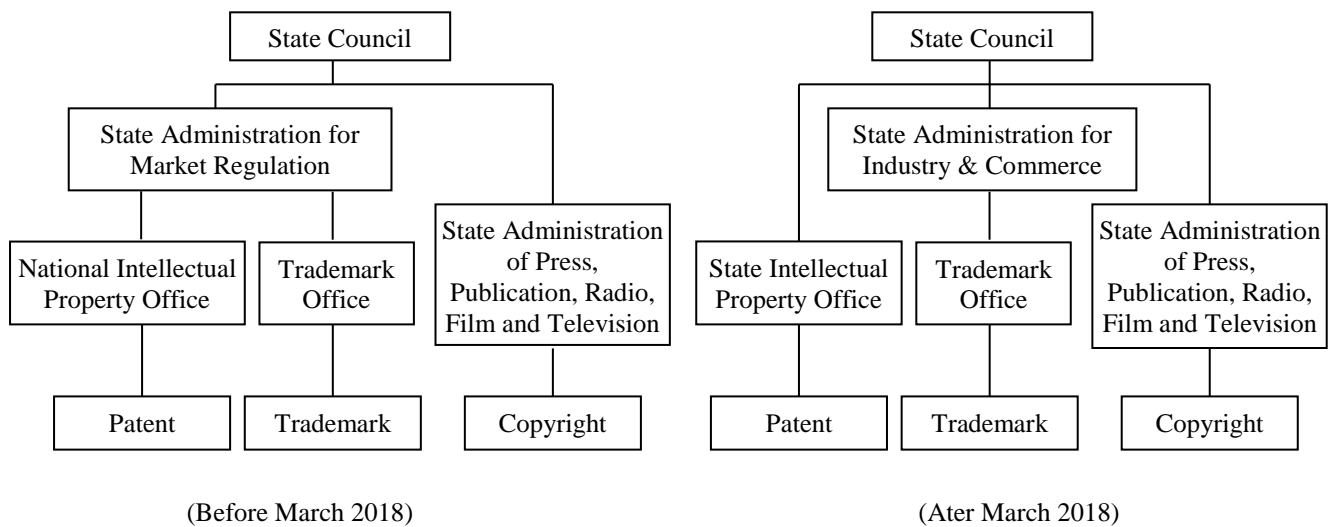 State Council
State Administration for
Market Regulation
National Intellectual
Property Office
Trademark
Office
State Administration
of Press,
Publication, Radio,
Film and Television
Patent
Trademark
Copyright
(Before March 2018)
State Council
State Administration for
Industry & Commerce
State Intellectual
Property Office
Trademark
Office
State Administration
of Press,
Publication, Radio,
Film and Television
Patent
Trademark
Copyright
(Ater March 2018)